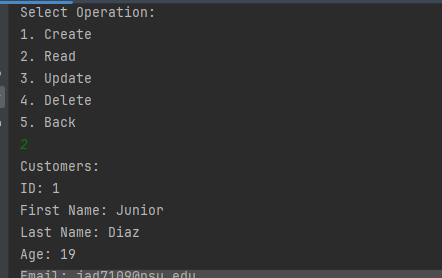 Select Operation:
1. Create
2. Read
3. Update
4. Delete
5. Back
2
Customers:
ID: 1
First Name: Junior
Last Name: Diaz
Age: 19
Email: jad7109@psu.edu